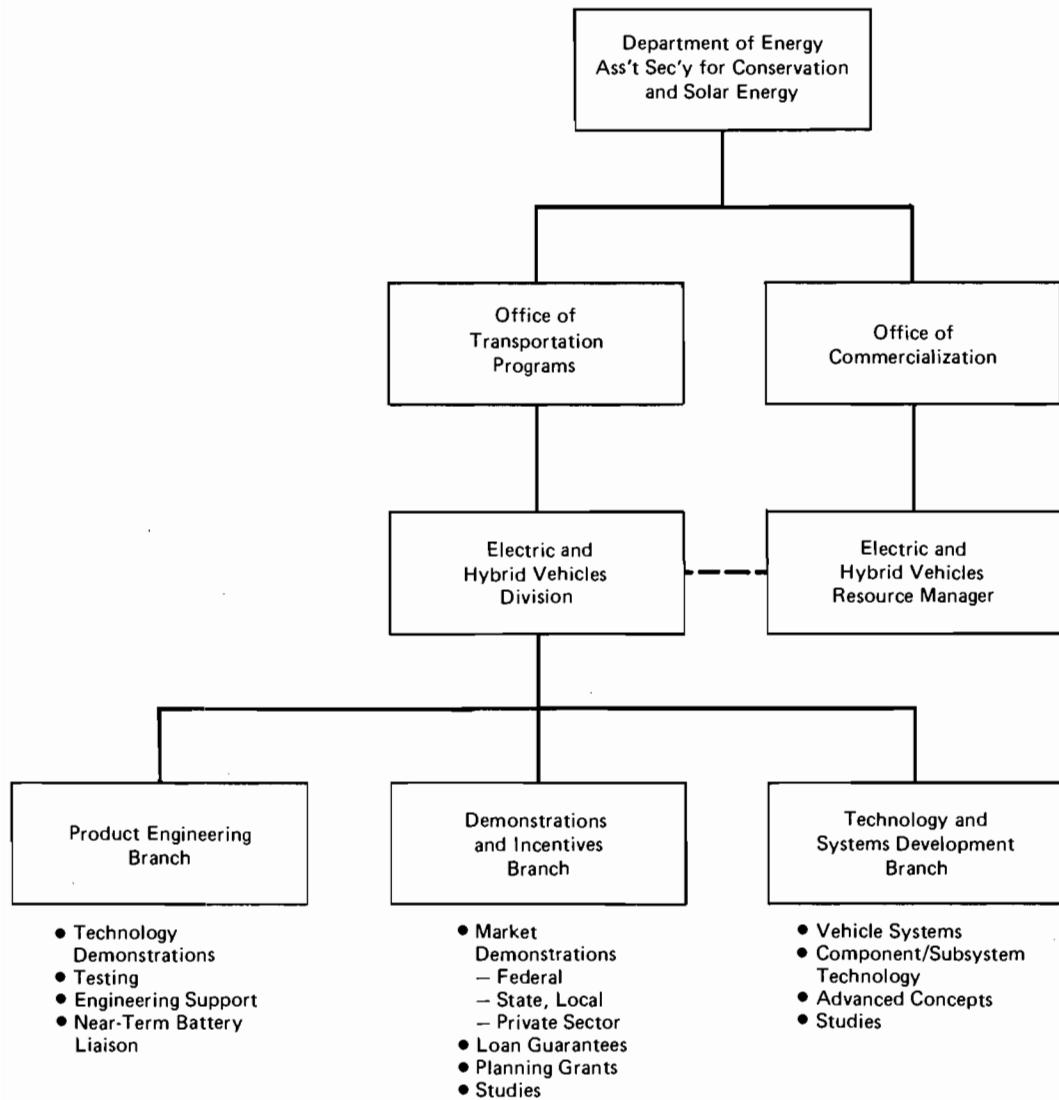 Department of Energy
Ass't Sec'y for Conservation
and Solar Energy
Office of
Transportation
Programs
Office of
Commercialization
Electric and
Hybrid Vehicles
Division
Electric and
Hybrid Vehicles
Resource Manager
Product Engineering
Branch
● Technology
Demonstrations
● Testing
● Engineering Support
● Near-Term Battery
Liaison
Demonstrations
and Incentives
Branch
● Market
Demonstrations
– Federal
– State, Local
– Private Sector
● Loan Guarantees
● Planning Grants
● Studies
Technology and
Systems Development
Branch
● Vehicle Systems
● Component/Subsystem
Technology
● Advanced Concepts
● Studies